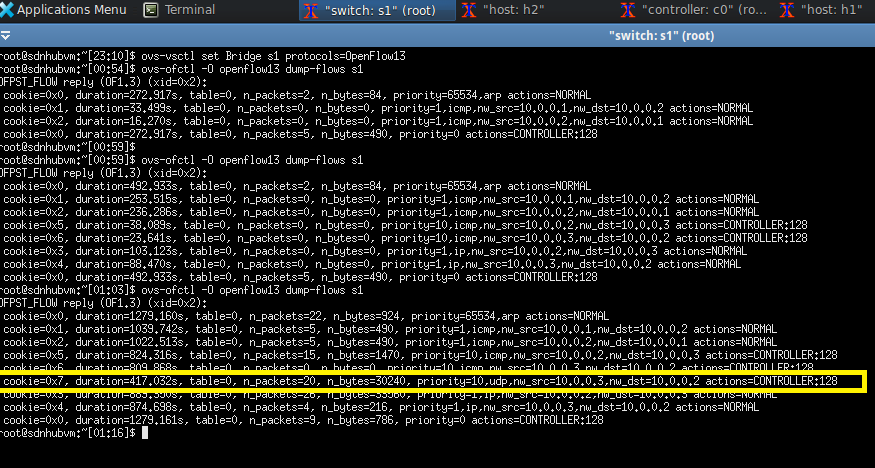 Applications Menu
Terminal
"switch: s1" (root)
"host: h2"
"controller: c0" (ro...
"host: h1"
"switch: s1" (root)
root@sdnhubvm:~[23:10]$ ovs-vsctl set Bridge s1 protocols=OpenFlow13
root@sdnhubvm:~[00:54]$ ovs-ofctl -O openflow13 dump-flows s1
OFPST_FLOW reply (OF1.3) (xid=0x2):
cookie=0x0, duration=272.917s, table=0, n_packets=2, n_bytes=84, priority=65534,arp actions=NORMAL
cookie=0x1, duration=33.499s, table=0, n_packets=0, n_bytes=0, priority=1,icmp,nw_src=10.0.0.1,nw_dst=10.0.0.2 actions=NORMAL
cookie=0x2, duration=16.270s, table=0, n_packets=0, n_bytes=0, priority=1,icmp,nw_src=10.0.0.2,nw_dst=10.0.0.1 actions=NORMAL
cookie=0x0, duration=272.917s, table=0, n_packets=5, n_bytes=490, priority=0 actions=CONTROLLER:128
root@sdnhubvm:~[00:59]$
root@sdnhubvm:~[00:59]$ ovs-ofctl -O openflow13 dump-flows s1
OFPST_FLOW reply (OF1.3) (xid=0x2):
cookie=0x0, duration=492.933s, table=0, n_packets=2, n_bytes=84, priority=65534,arp actions=NORMAL
cookie=0x1, duration=253.515s, table=0, n_packets=0, n_bytes=0, priority=1,icmp,nw_src=10.0.0.1,nw_dst=10.0.0.2 actions=NORMAL
cookie=0x2, duration=236.286s, table=0, n_packets=0, n_bytes=0, priority=1,icmp,nw_src=10.0.0.2,nw_dst=10.0.0.1 actions=NORMAL
cookie=0x5, duration=38.089s, table=0, n_packets=0, n_bytes=0, priority=10,icmp,nw_src=10.0.0.2,nw_dst=10.0.0.3 actions=CONTROLLER:128
cookie=0x6, duration=23.641s, table=0, n_packets=0, n_bytes=0, priority=10,icmp,nw_src=10.0.0.3,nw_dst=10.0.0.2 actions=CONTROLLER:128
cookie=0x3, duration=103.123s, table=0, n_packets=0, n_bytes=0, priority=1,ip,nw_src=10.0.0.2,nw_dst=10.0.0.3 actions=NORMAL
cookie=0x4, duration=88.470s, table=0, n_packets=0, n_bytes=0, priority=1,ip,nw_src=10.0.0.3,nw_dst=10.0.0.2 actions=NORMAL
cookie=0x0, duration=492.933s, table=0, n_packets=5, n_bytes=490, priority=0 actions=CONTROLLER:128
root@sdnhubvm:~[01:03]$ ovs-ofctl -O openflow13 dump-flows s1
OFPST_FLOW reply (OF1.3) (xid=0x2):
cookie=0x0, duration=1279.160s, table=0, n_packets=22, n_bytes=924, priority=65534,arp actions=NORMAL
cookie=0x1, duration=1039.742s, table=0, n_packets=5, n_bytes=490, priority=1,icmp,nw_src=10.0.0.1,nw_dst=10.0.0.2 actions=NORMAL
cookie=0x2, duration=1022.513s, table=0, n_packets=5, n_bytes=490, priority=1,icmp,nw_src=10.0.0.2,nw_dst=10.0.0.1 actions=NORMAL
cookie=0x5, duration=824.316s, table=0, n_packets=15, n_bytes=1470, priority=10,icmp,nw_src=10.0.0.2,nw_dst=10.0.0.3 actions=CONTROLLER:128
cookie=0x6, duration=809.868s, table=0, n_packets=0, n_bytes=0, priority=10,icmp,nw_src=10.0.0.3,nw_dst=10.0.0.2 actions=CONTROLLER:128
cookie=0x7, duration=417.032s, table=0, n_packets=20, n_bytes=30240, priority=10,udp,nw_src=10.0.0.3,nw_dst=10.0.0.2 actions=CONTROLLER:128
cookie=0x3, table=0, priority=1,ip,nw_src=10.0.0.2,nw_dst=10.0.0.3 actions=NORMAL
cookie=0x4, duration=874.698s, table=0, n_packets=4, n_bytes=216, priority=1,ip,nw_src=10.0.0.3,nw_dst=10.0.0.2 actions=NORMAL
cookie=0x0, duration=1279.161s, table=0, n_packets=9, n_bytes=786, priority=0 actions=CONTROLLER:128
root@sdnhubvm:~[01:16]$